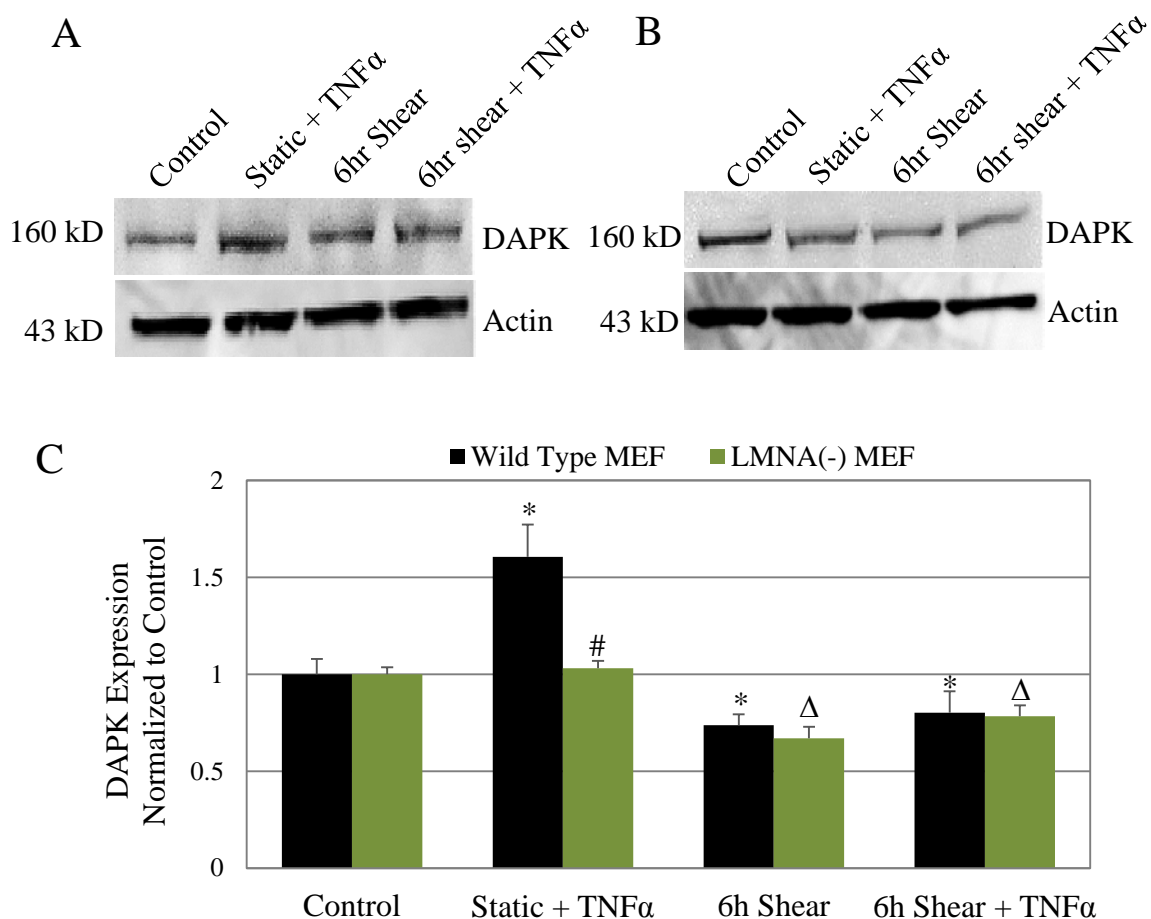 A
Control
Static + TNFα
6hr Shear
6hr shear + TNFα
160 kD
DAPK
43 kD
Actin
B
Control
Static + TNFα
6hr Shear
6hr shear + TNFα
160 kD
DAPK
43 kD
Actin
C
Wild Type MEF LMNA(-) MEF
DAPK Expression
Normalized to Control
2
1.5
1
0.5
0
*
#
*
Δ
*
Δ
Control Static + TNFα 6h Shear 6h Shear + TNFα